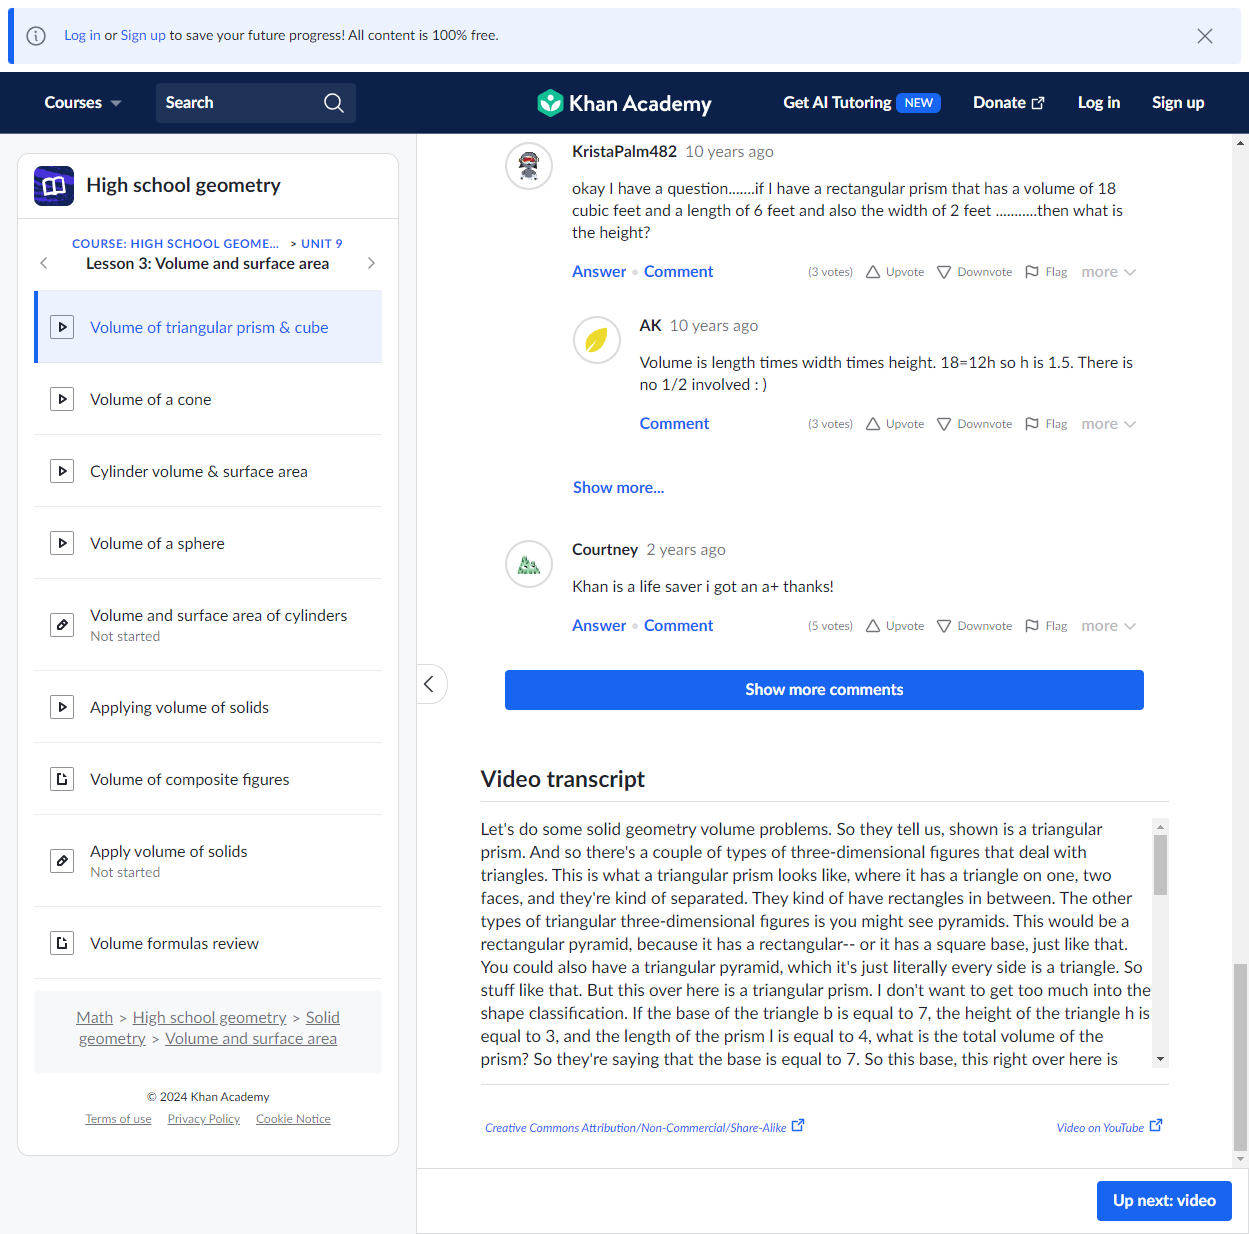 Log in or Sign up to save your future progress! All content is 100% free.
Courses
Search
Khan Academy
Get AI Tutoring NEW
Donate
Log in
Sign up
High school geometry
COURSE: HIGH SCHOOL GEOME... > UNIT 9
Lesson 3: Volume and surface area
Volume of triangular prism & cube
Volume of a cone
Cylinder volume & surface area
Volume of a sphere
Volume and surface area of cylinders
Not started
Applying volume of solids
Volume of composite figures
Apply volume of solids
Not started
Volume formulas review
Math > High school geometry > Solid
geometry > Volume and surface area
© 2024 Khan Academy
Terms of use Privacy Policy Cookie Notice
KristaPalm482 10 years ago
okay I have a question.......if I have a rectangular prism that has a volume of 18
cubic feet and a length of 6 feet and also the width of 2 feet ...........then what is
the height?
Answer • Comment (3 votes) Upvote Downvote Flag more
AK 10 years ago
Volume is length times width times height. 18=12h so h is 1.5. There is
no 1/2 involved : )
Comment (3 votes) Upvote Downvote Flag more
Show more...
Courtney 2 years ago
Khan is a life saver i got an a+ thanks!
Answer • Comment (5 votes) Upvote Downvote Flag more
Show more comments
Video transcript
Let's do some solid geometry volume problems. So they tell us, shown is a triangular
prism. And so there's a couple of types of three-dimensional figures that deal with
triangles. This is what a triangular prism looks like, where it has a triangle on one, two
faces, and they're kind of separated. They kind of have rectangles in between. The other
types of triangular three-dimensional figures is you might see pyramids. This would be a
rectangular pyramid, because it has a rectangular-- or it has a square base, just like that.
You could also have a triangular pyramid, which it's just literally every side is a triangle. So
stuff like that. But this over here is a triangular prism. I don't want to get too much into the
shape classification. If the base of the triangle b is equal to 7, the height of the triangle h is
equal to 3, and the length of the prism l is equal to 4, what is the total volume of the
prism? So they're saying that the base is equal to 7. So this base, this right over here is
Creative Commons Attribution/Non-Commercial/Share-Alike
Video on YouTube
Up next: video